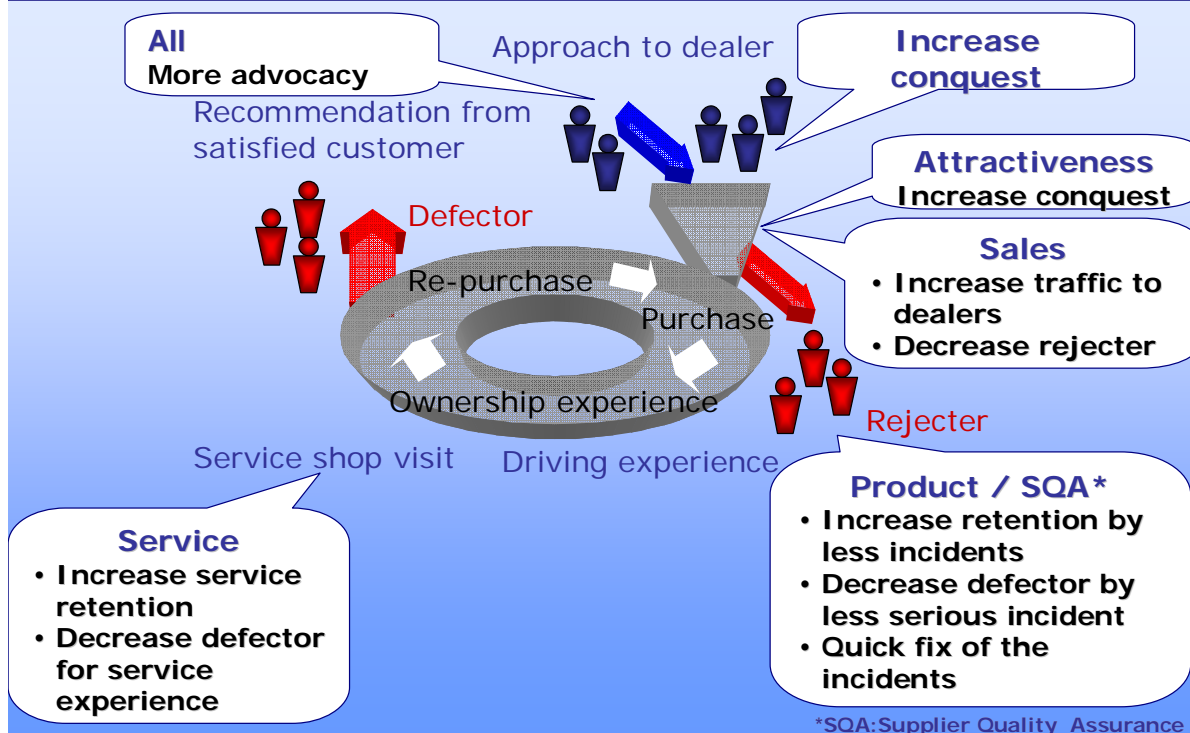 All
More advocacy
Approach to dealer
Increase
conquest
Recommendation from
satisfied customer
Attractiveness
Increase conquest
Defector
Sales
• Increase traffic to
dealers
• Decrease rejecter
Re-purchase
Purchase
Ownership experience
Rejecter
Service shop visit
Driving experience
Product / SQA*
• Increase retention by
less incidents
• Decrease defector by
less serious incident
• Quick fix of the
incidents
Service
• Increase service
retention
• Decrease defector
for service
experience
*SQA:Supplier Quality Assurance